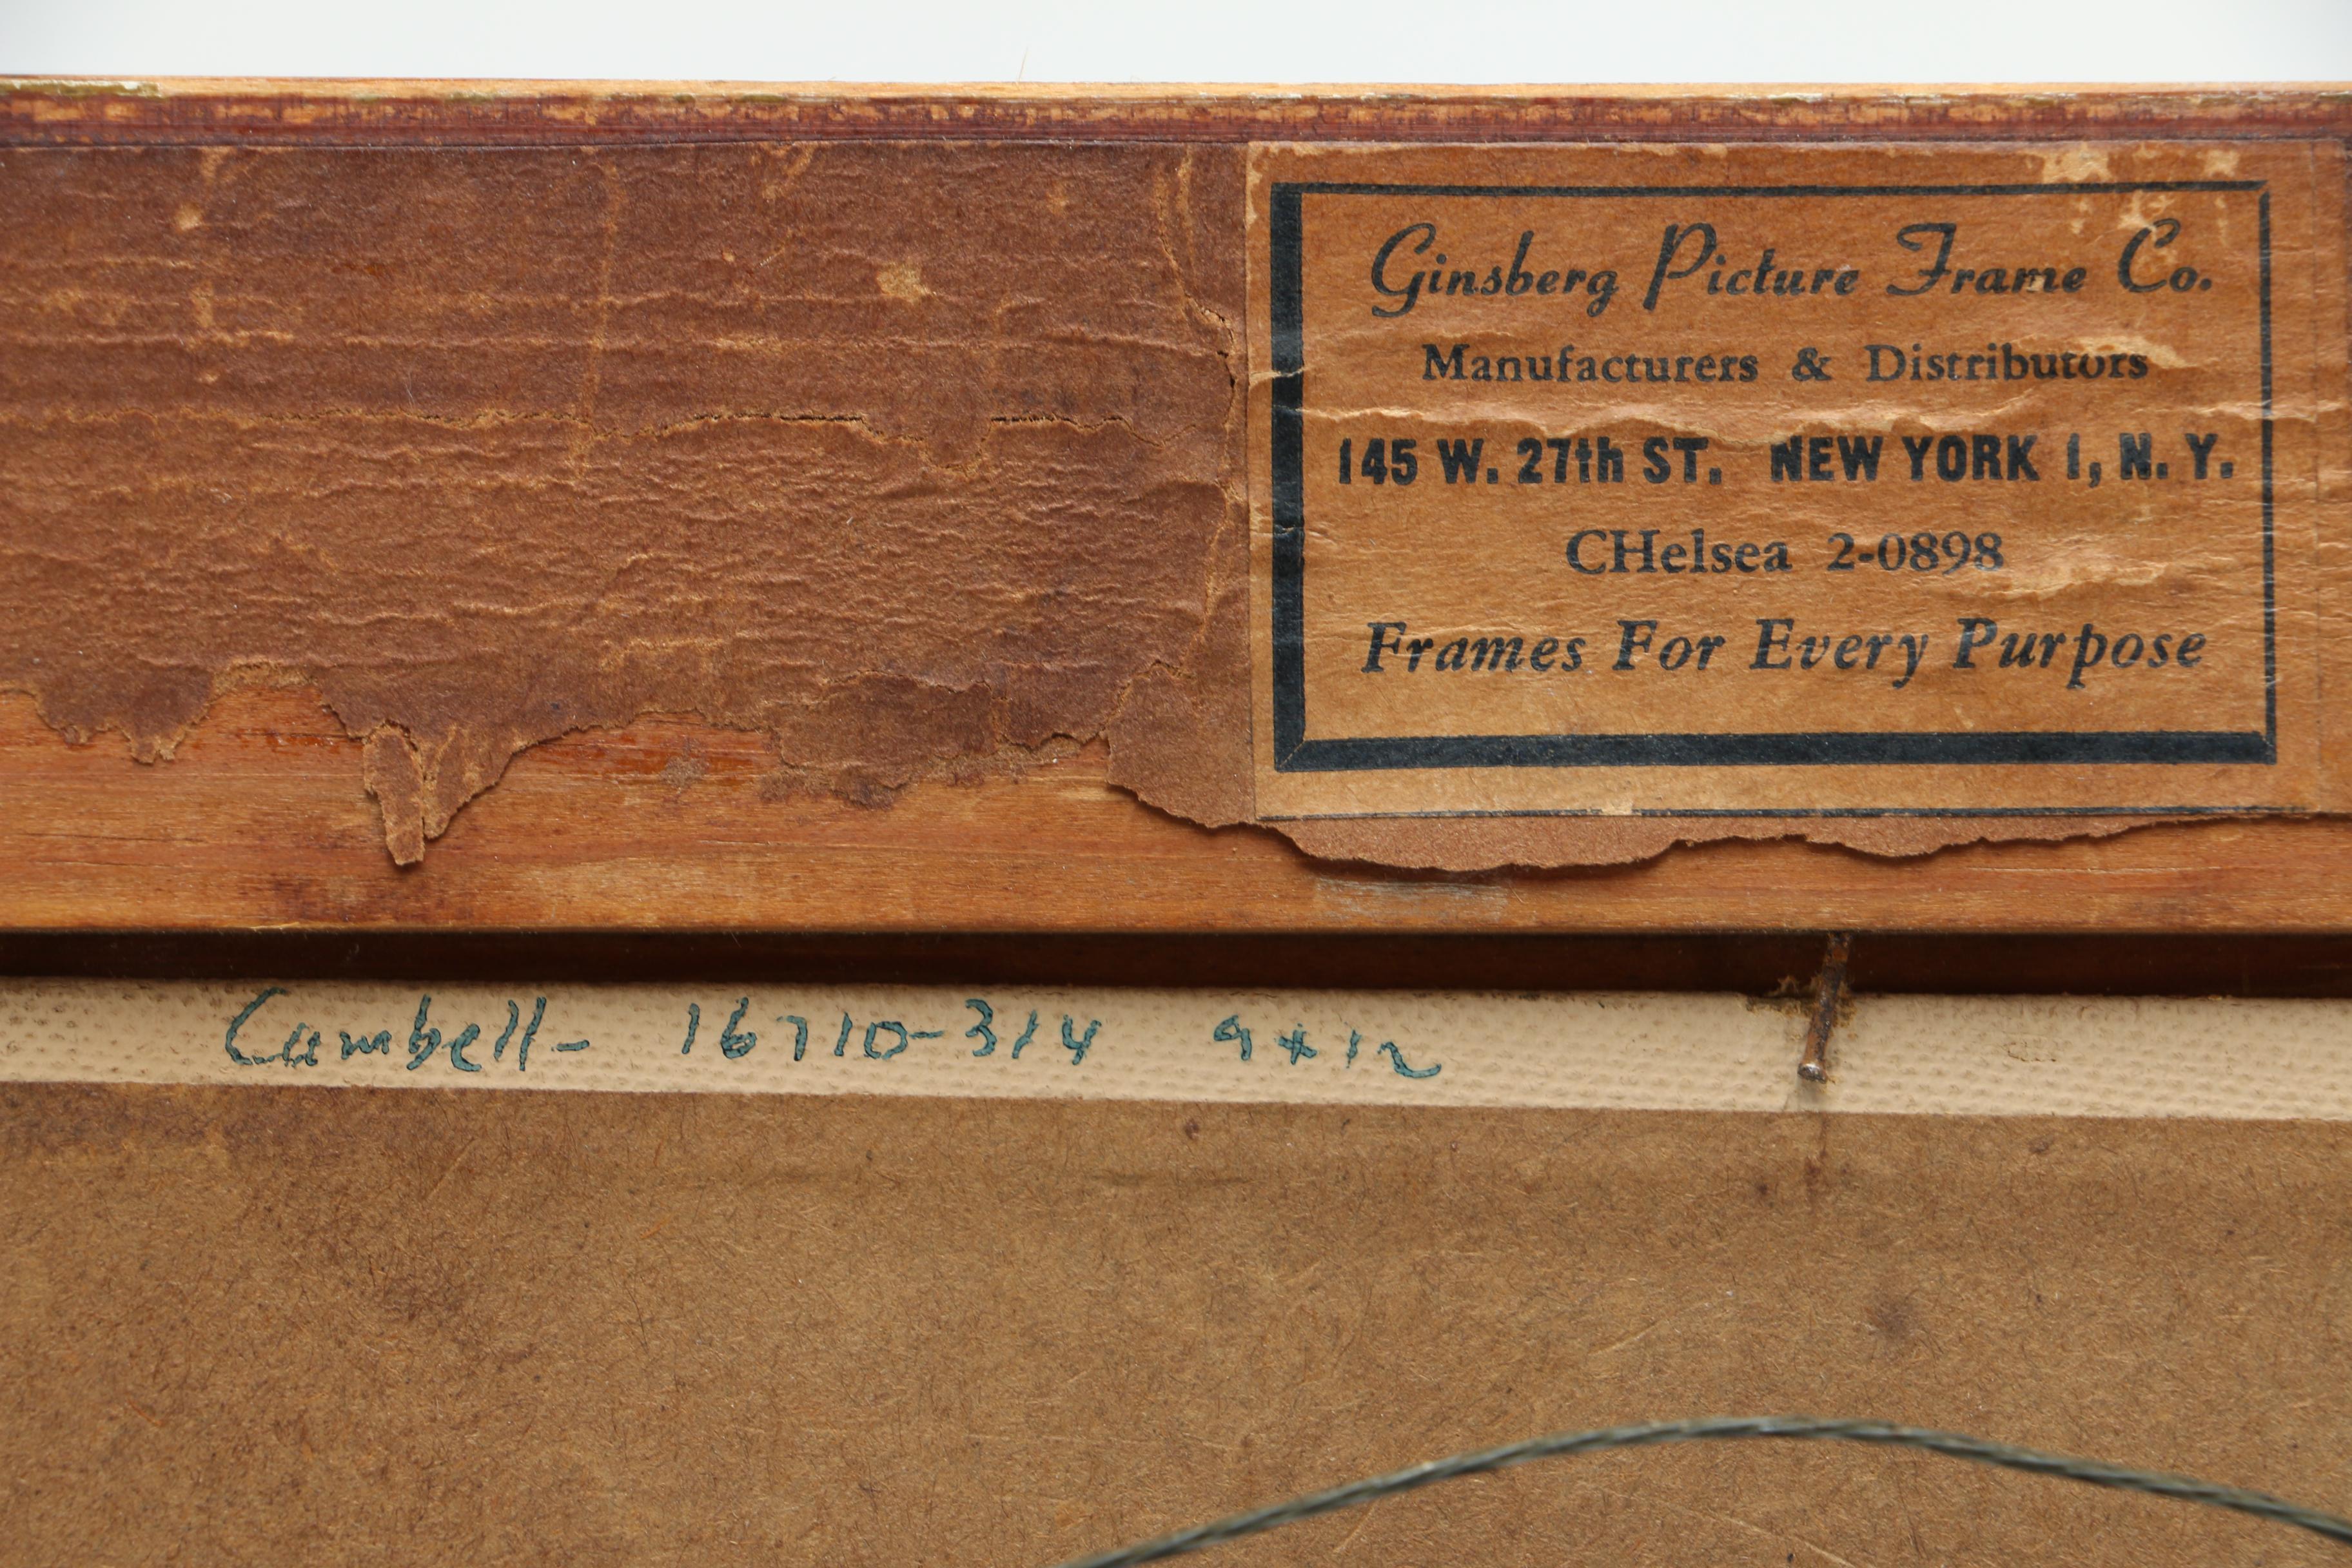 Ginsberg Picture Frame Co.
Manufacturers & Distributors
145 W. 27th ST. NEW YORK 1, N. Y.
CHelsea 2-0898
Frames For Every Purpose
Cambell- 16710-314 9x12